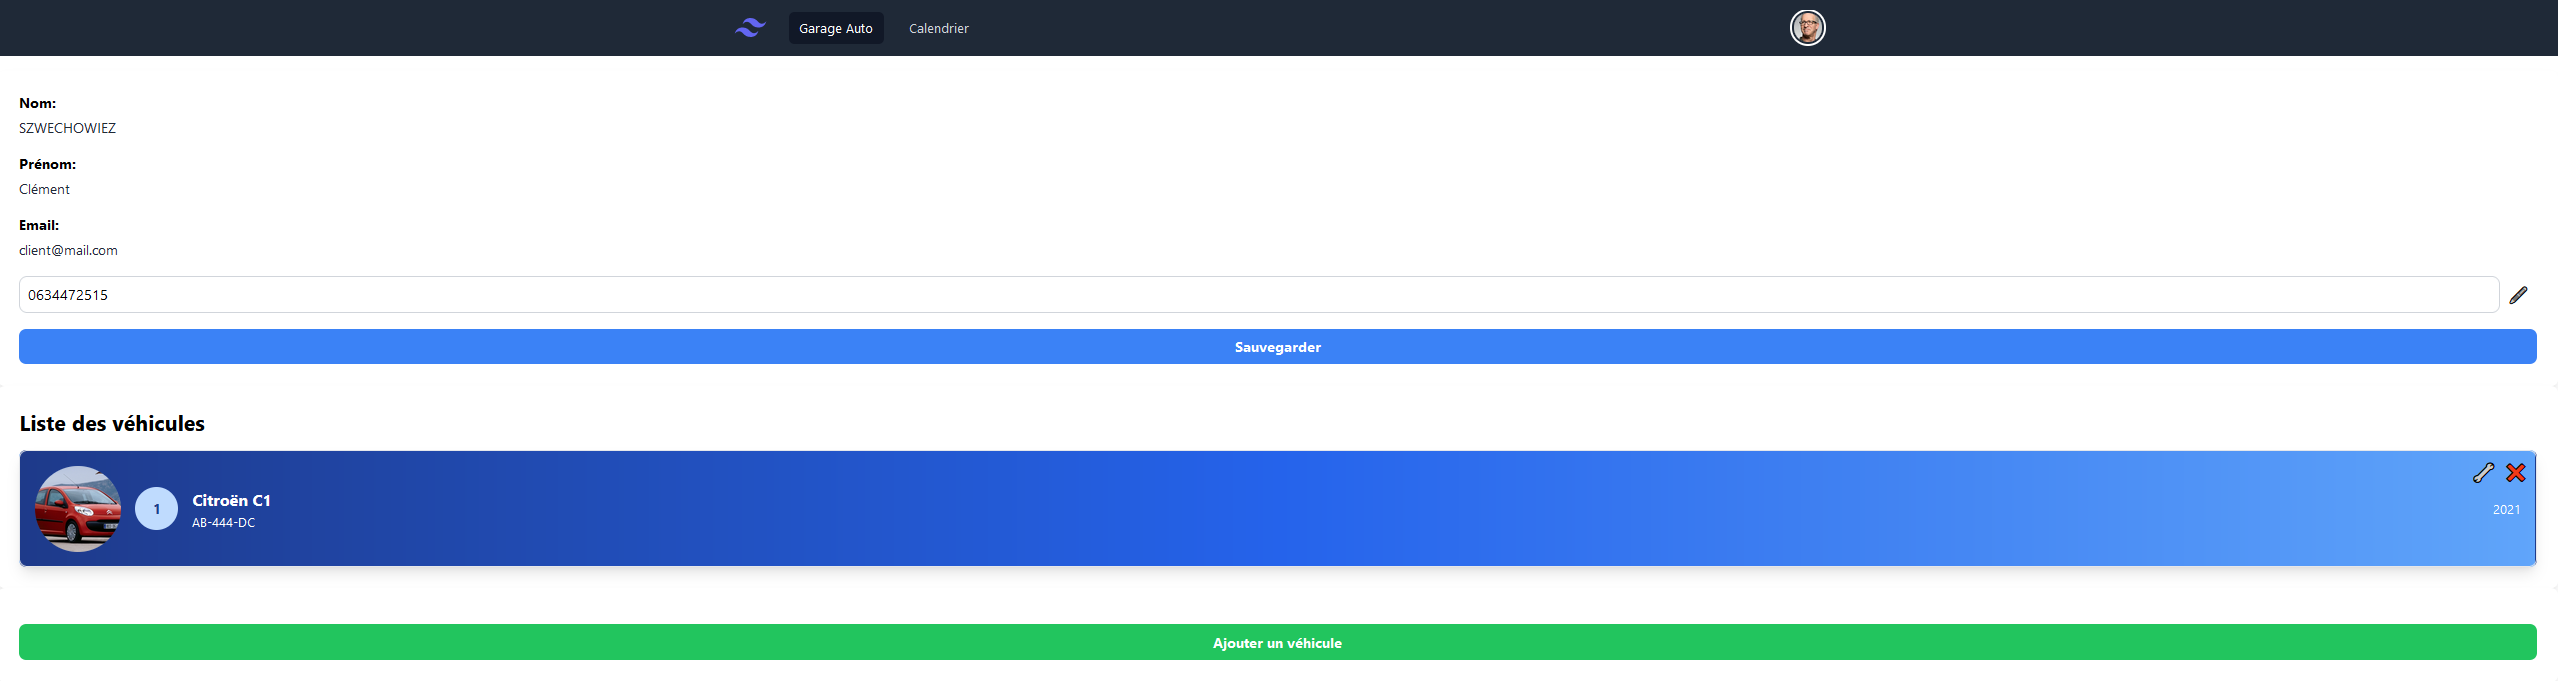 Garage Auto
Calendrier
Nom:
SZWECHOWIEZ
Prénom:
Clément
Email:
client@mail.com
0634472515
Sauvegarder
Liste des véhicules
1
Citroën C1
AB-444-DC
2021
Ajouter un véhicule